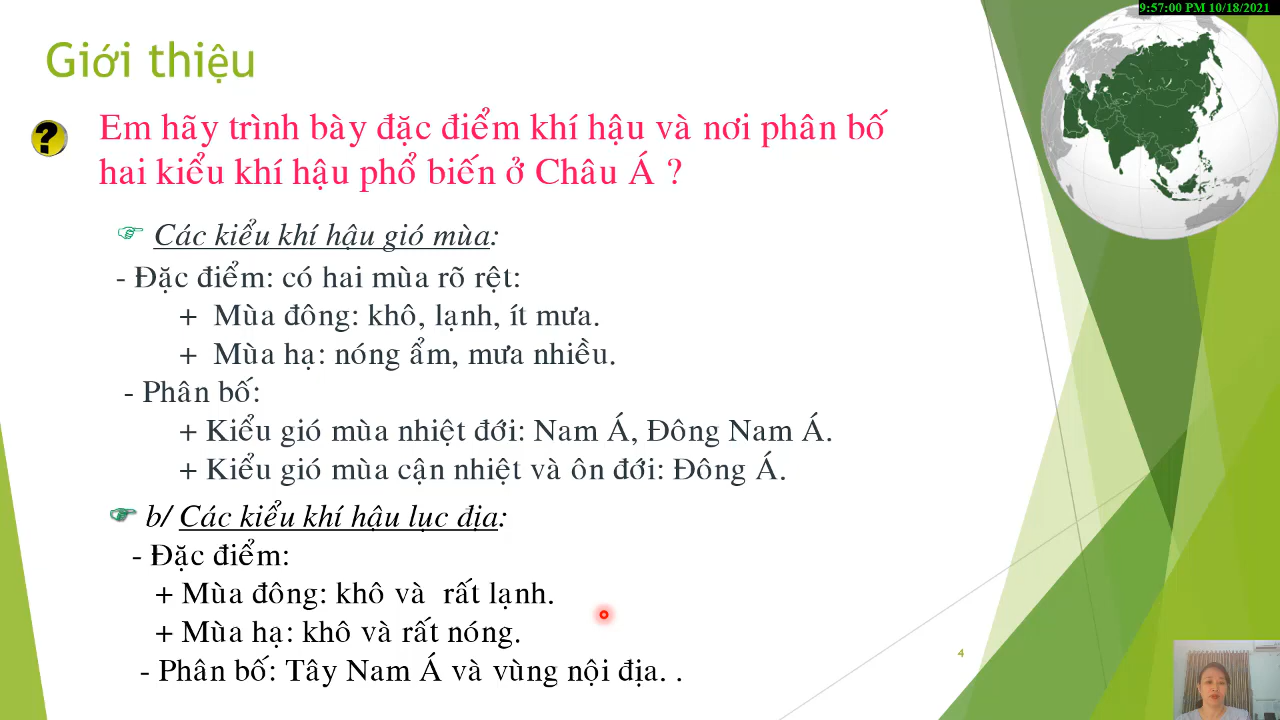 9:57:00 PM 10/18/2021
Giới thiệu
?
Em hãy trình bày đặc điểm khí hậu và nơi phân bố
hai kiểu khí hậu phổ biến ở Châu Á ?
Các kiểu khí hậu gió mùa:
- Đặc điểm: có hai mùa rõ rệt:
+ Mùa đông: khô, lạnh, ít mưa.
+ Mùa hạ: nóng ẩm, mưa nhiều.
- Phân bố:
+ Kiểu gió mùa nhiệt đới: Nam Á, Đông Nam Á.
+ Kiểu gió mùa cận nhiệt và ôn đới: Đông Á.
b/ Các kiểu khí hậu lục địa:
- Đặc điểm:
+ Mùa đông: khô và rất lạnh.
+ Mùa hạ: khô và rất nóng.
- Phân bố: Tây Nam Á và vùng nội địa. .
4